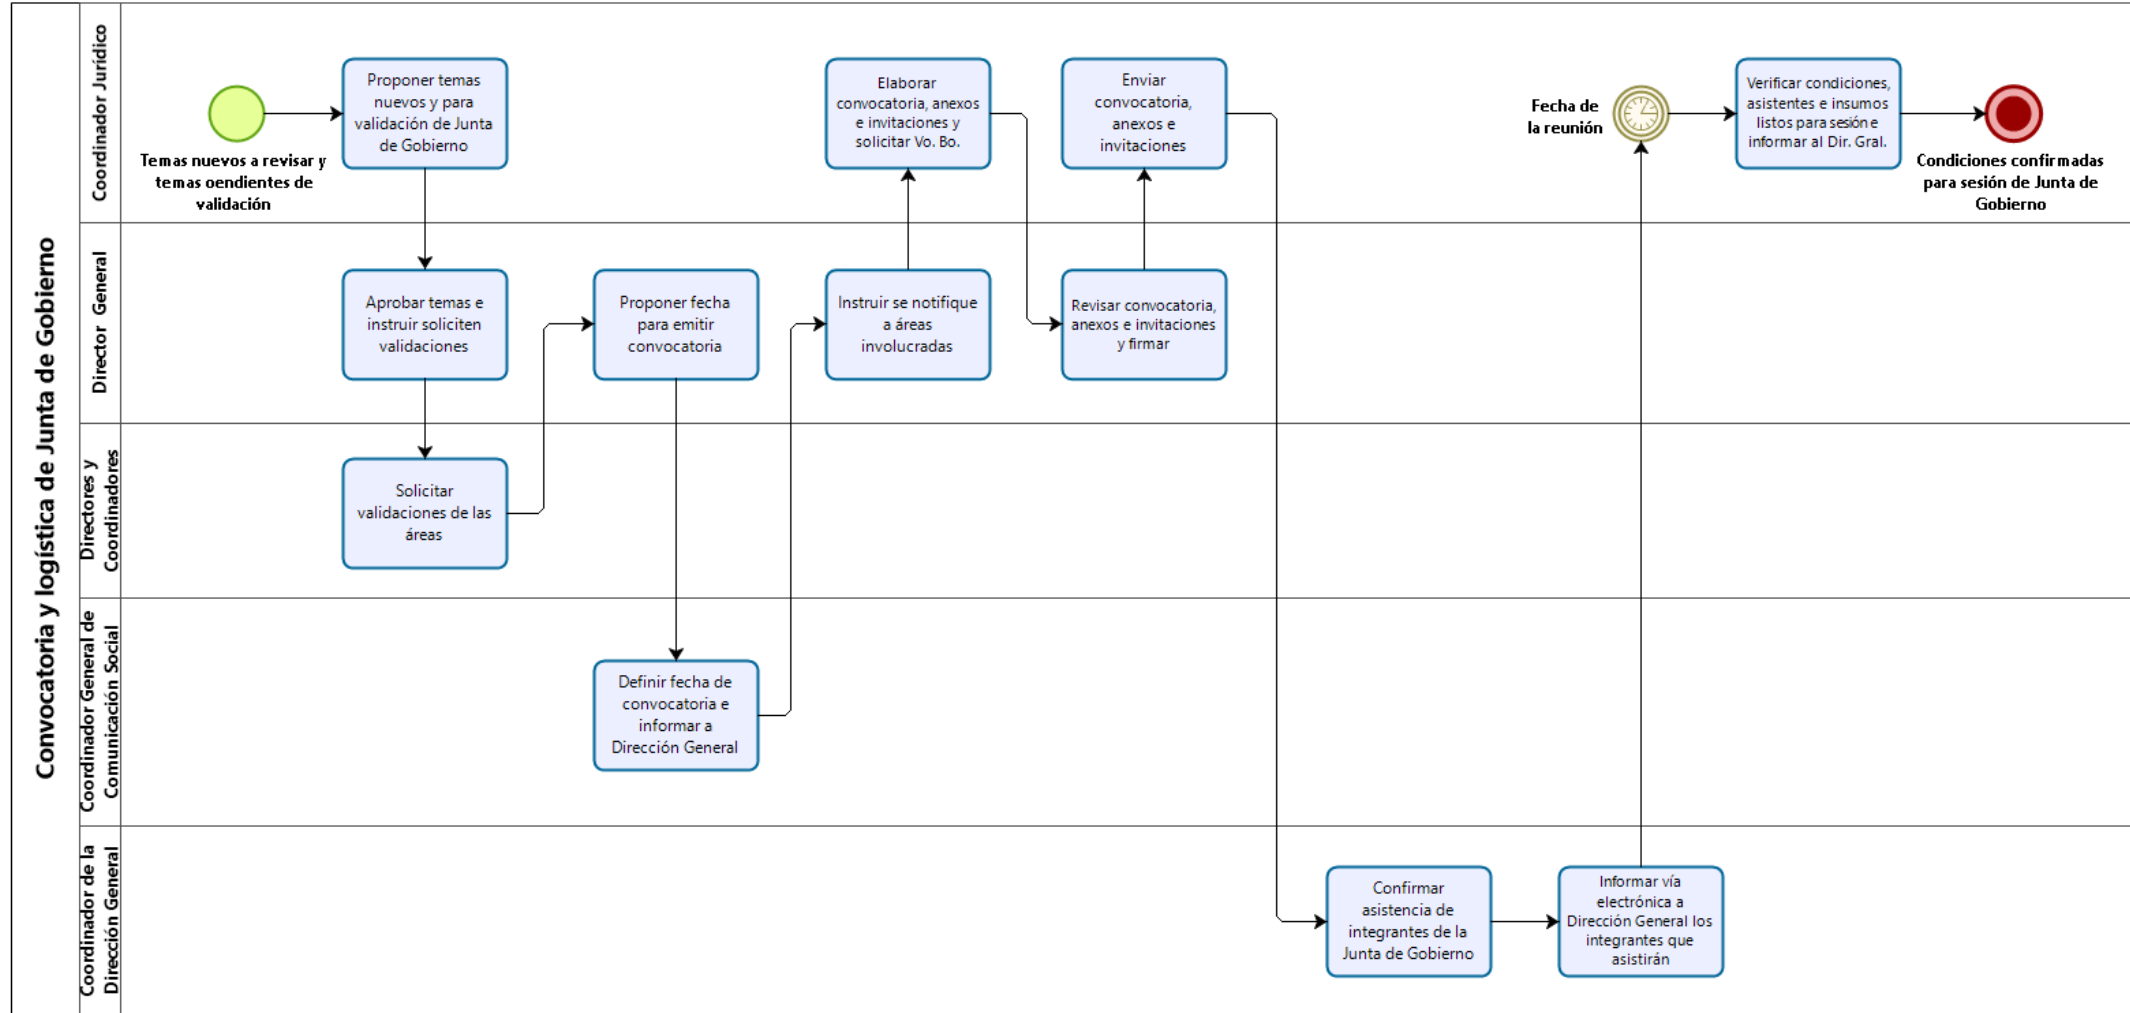 Convocatoria y logística de Junta de Gobierno
Coordinador Jurídico
Temas nuevos a revisar y
temas oendientes de
validación
Proponer temas
nuevos y para
validación de Junta
de Gobierno
Elaborar
convocatoria, anexos
e invitaciones y
solicitar Vo. Bo.
Enviar
convocatoria,
anexos e
invitaciones
Fecha de
la reunión
Verificar condiciones,
asistentes e insumos
listos para sesión e
informar al Dir. Gral.
Condiciones confirmadas
para sesión de Junta de
Gobierno
Director General
Aprobar temas e
instruir soliciten
validaciones
Proponer fecha
para emitir
convocatoria
Instruir se notifique
a áreas
involucradas
Revisar convocatoria,
anexos e invitaciones
y firmar
Directores y
Coordinadores
Solicitar
validaciones de las
áreas
Coordinador General de
Comunicación Social
Definir fecha de
convocatoria e
informar a
Dirección General
Coordinador de la
Dirección General
Confirmar
asistencia de
integrantes de la
Junta de Gobierno
Informar vía
electrónica a
Dirección General los
integrantes que
asistirán